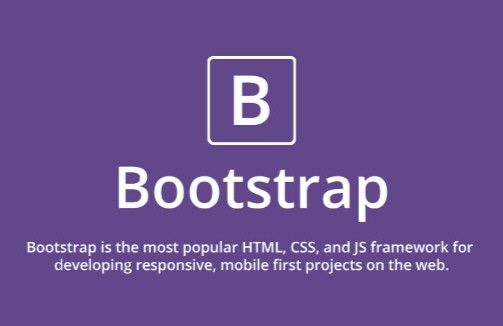 B
Bootstrap
Bootstrap is the most popular HTML, CSS, and JS framework for
developing responsive, mobile first projects on the web.